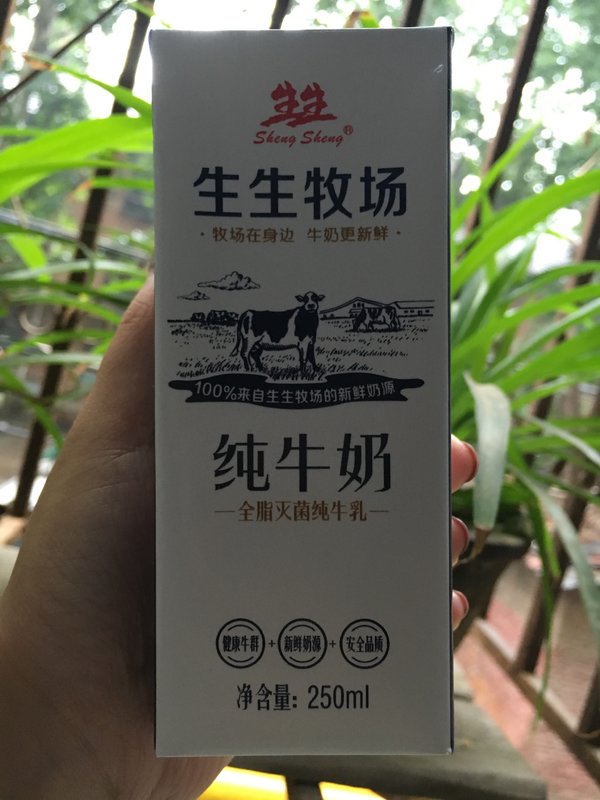 生生
Sheng Sheng®
生生牧场
·牧场在身边 牛奶更新鲜·
100%来自生生牧场的新鲜奶源
纯牛奶
—全脂灭菌纯牛乳—
健康牛群+新鲜奶源+安全品质
净含量：250ml